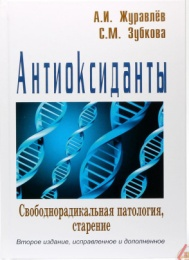 А.И. Журавлёв
С.М. Зубкова
Антиоксиданты
Свободнорадикальная патология,
старение
Второе издание, исправленное и дополненное